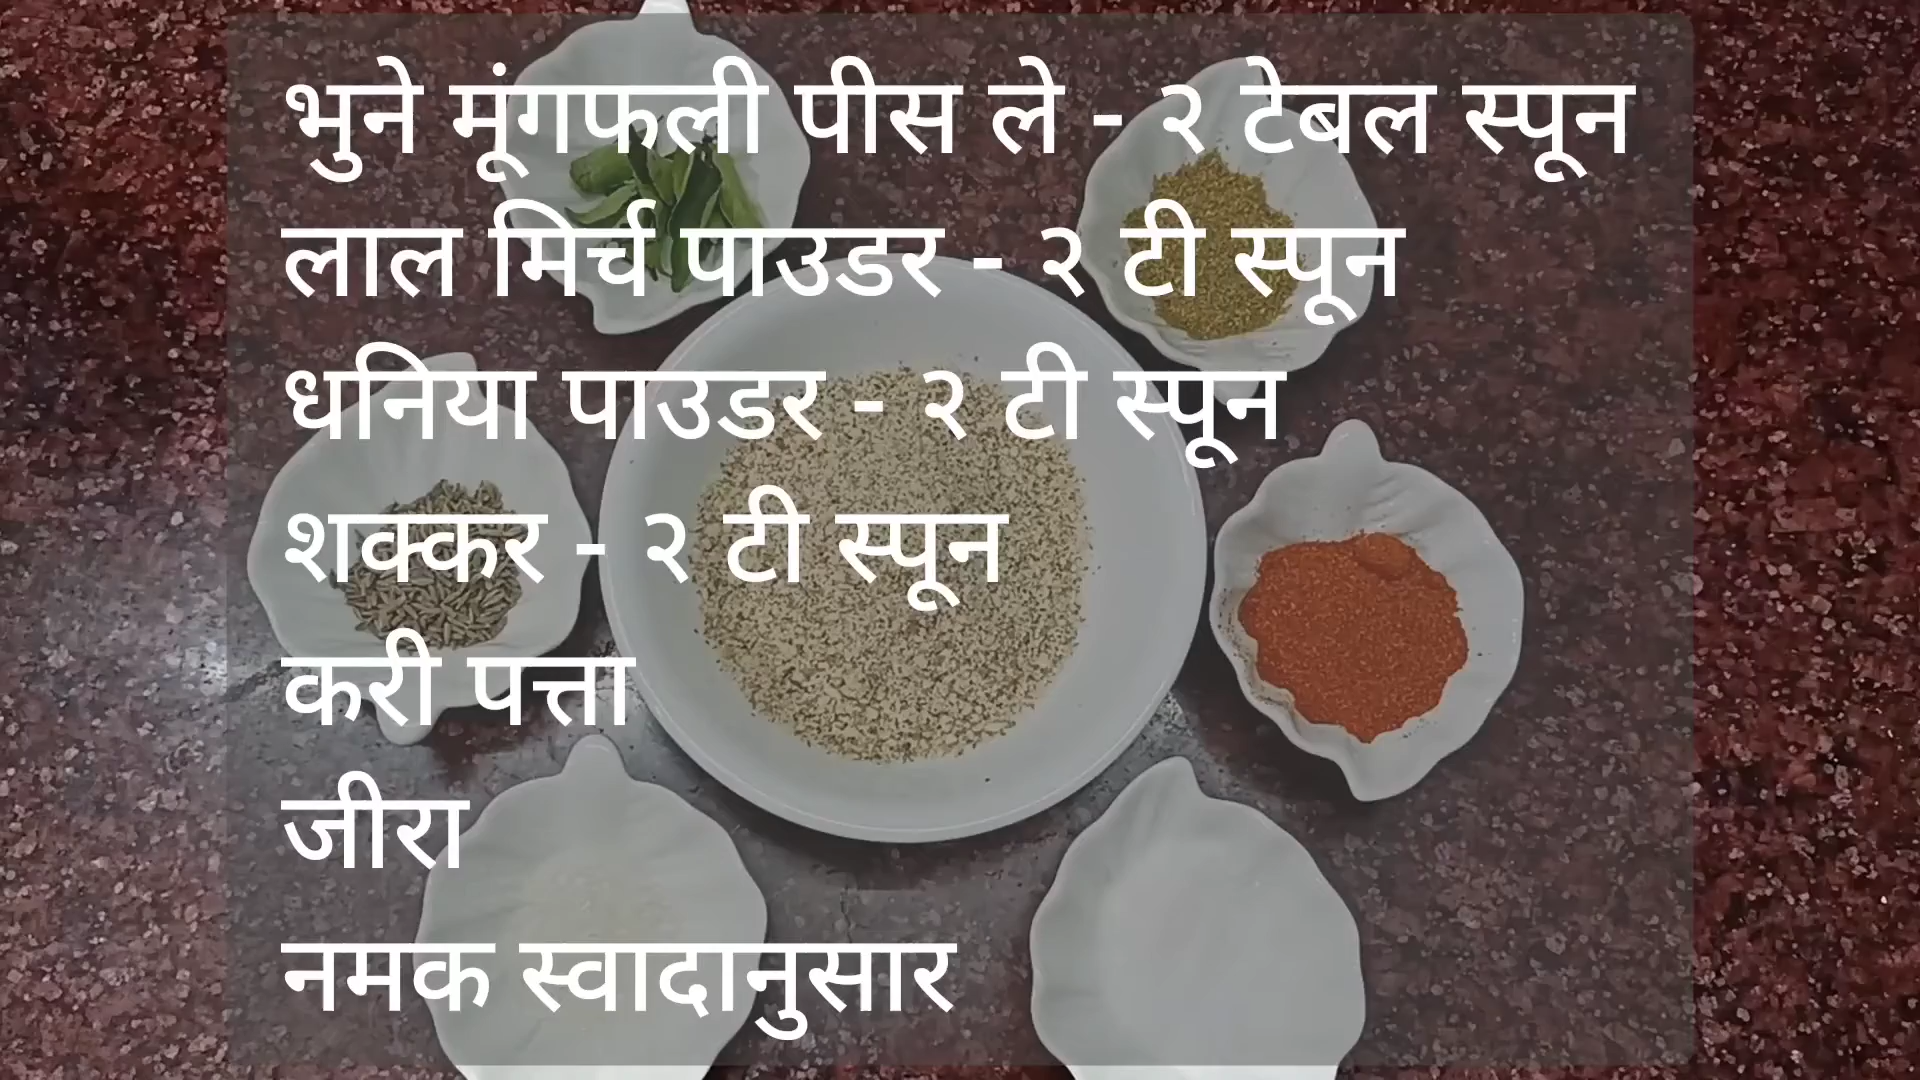 भुने मूंगफली पीस ले - २ टेबल स्पून
लाल मिर्च पाउडर - २ टी स्पून
धनिया पाउडर - २ टी स्पून
शक्कर - २ टी स्पून
करी पत्ता
जीरा
नमक स्वादानुसार